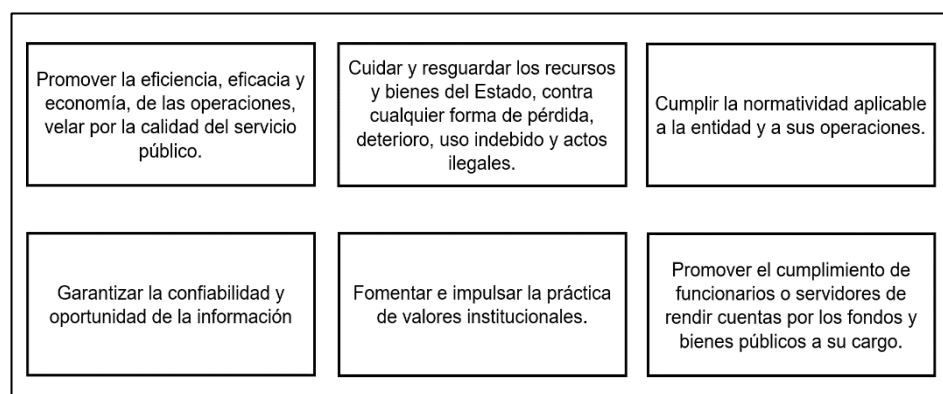 Promover la eficiencia, eficacia y
economía, de las operaciones,
velar por la calidad del servicio
público.
Cuidar y resguardar los recursos
y bienes del Estado, contra
cualquier forma de pérdida,
deterioro, uso indebido y actos
ilegales.
Cumplir la normatividad aplicable
a la entidad y a sus operaciones.
Garantizar la confiabilidad y
oportunidad de la información
Fomentar e impulsar la práctica
de valores institucionales.
Promover el cumplimiento de
funcionarios o servidores de
rendir cuentas por los fondos y
bienes públicos a su cargo.